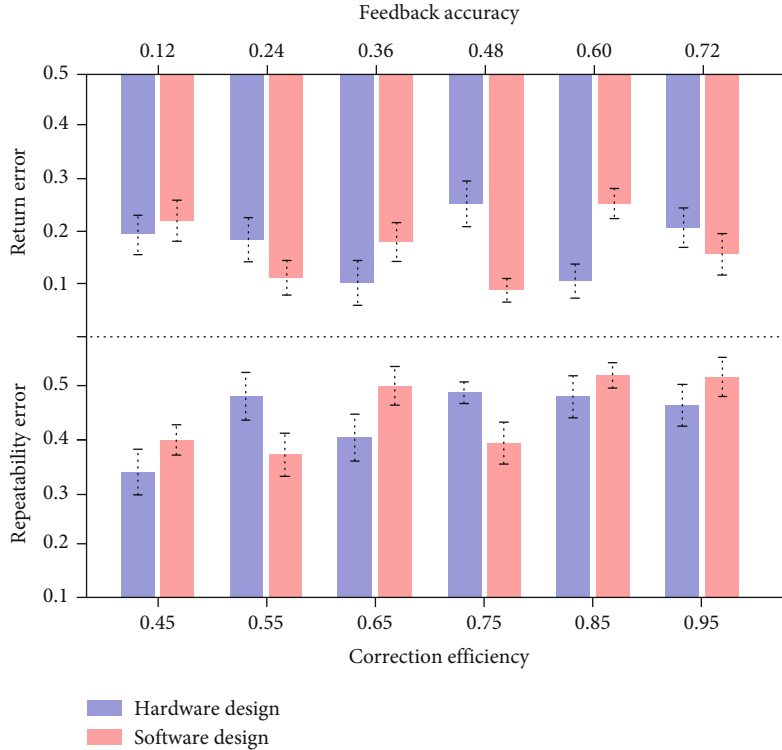 Feedback accuracy
0.12 0.24 0.36 0.48 0.60 0.72
Return error
0.5
0.4
0.3
0.2
0.1
Repeatability error
0.5
0.4
0.3
0.2
0.1
0.45 0.55 0.65 0.75 0.85 0.95
Correction efficiency
Hardware design
Software design